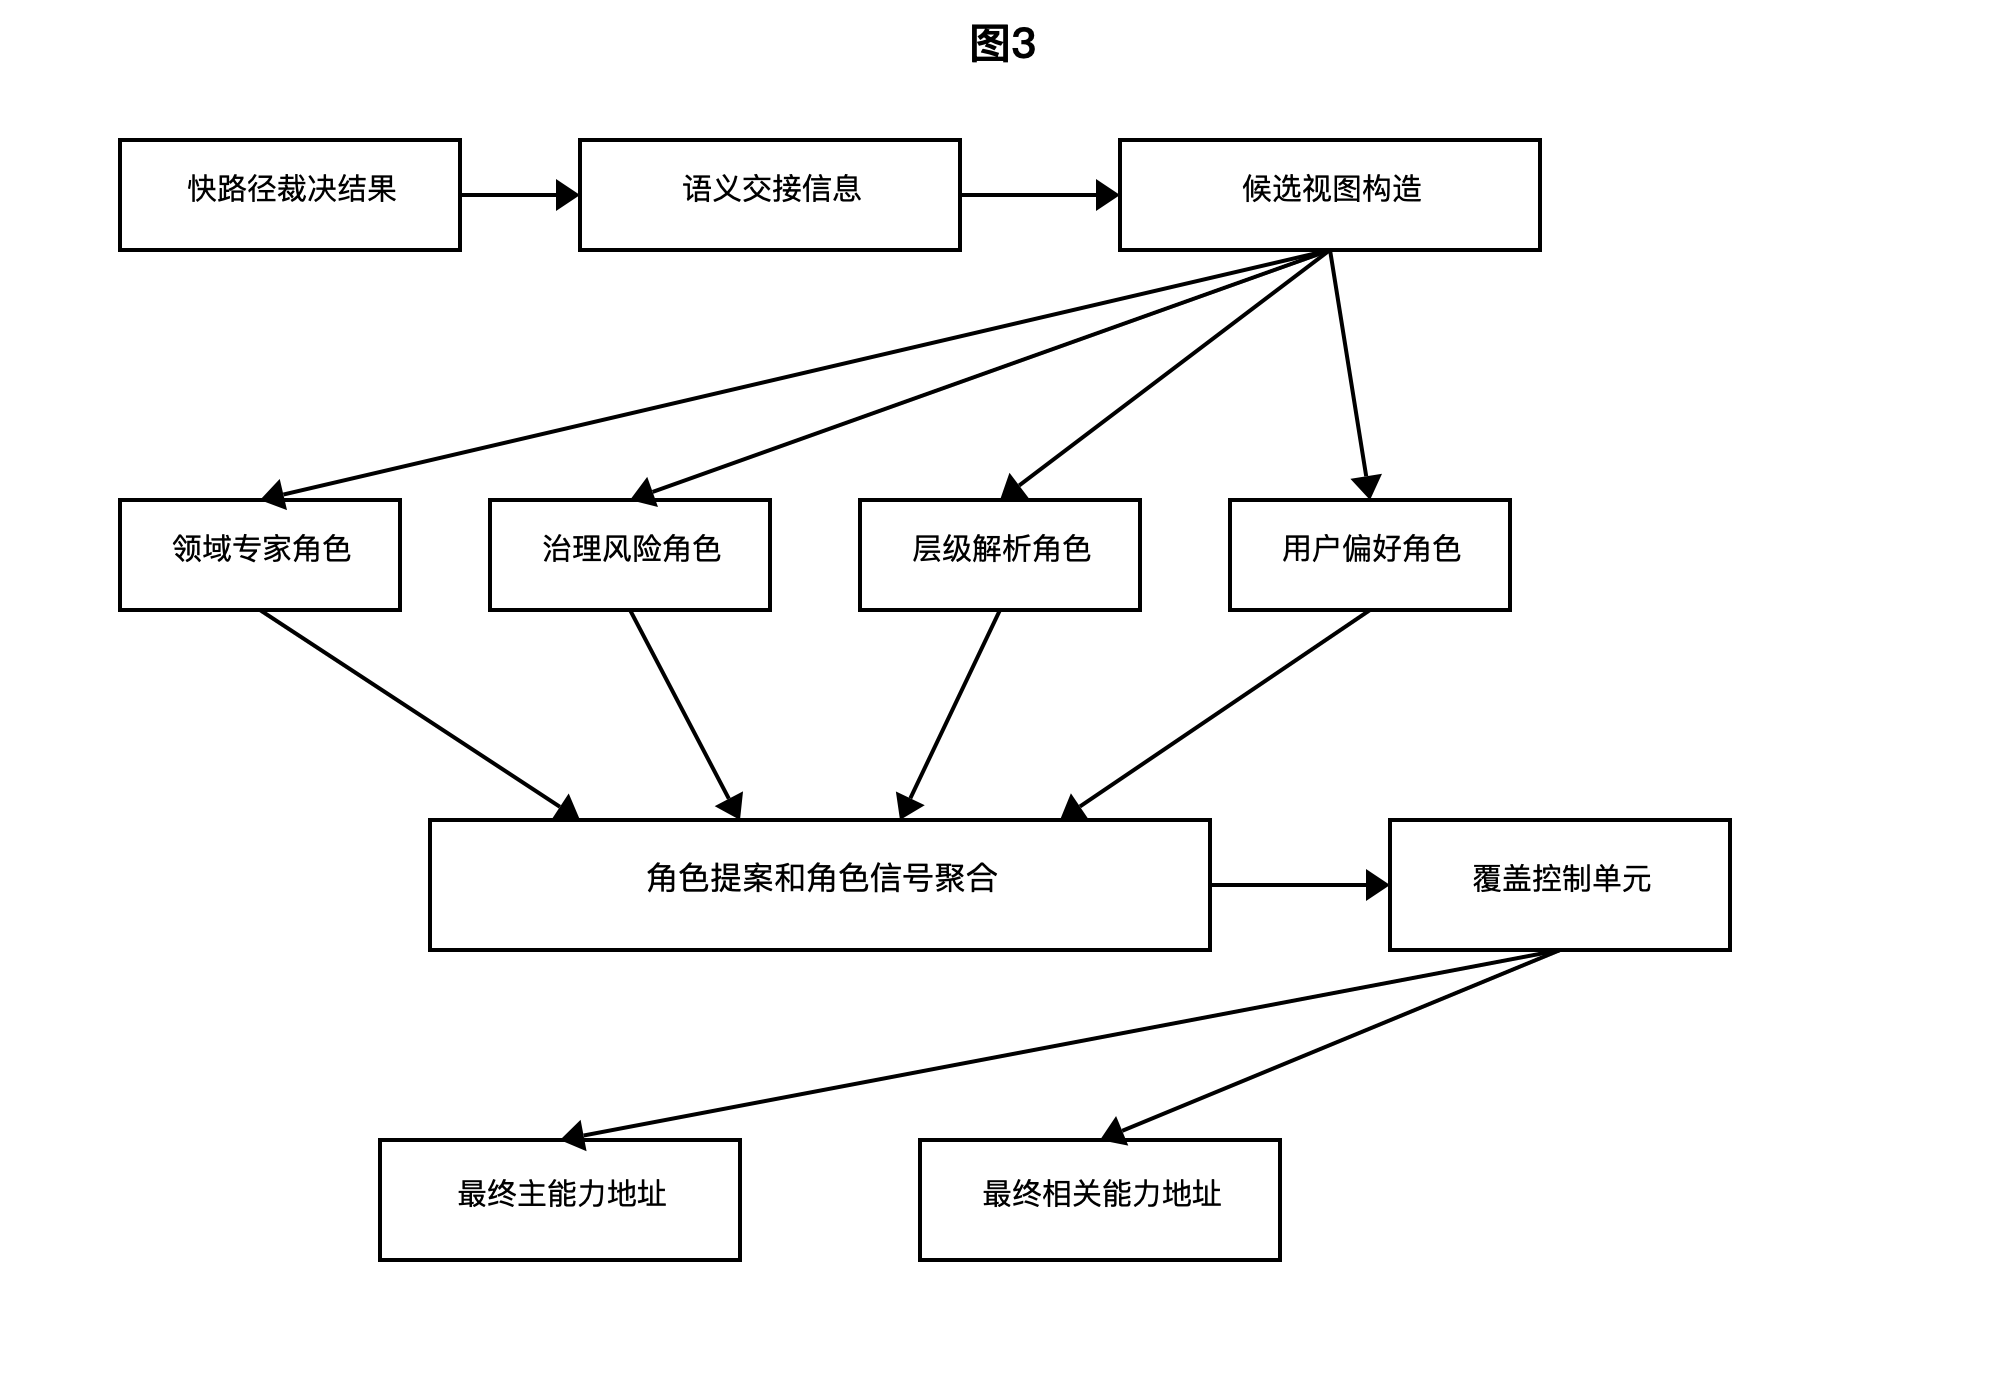 图3
快路径裁决结果
语义交接信息
候选视图构造
领域专家角色
治理风险角色
层级解析角色
用户偏好角色
角色提案和角色信号聚合
覆盖控制单元
最终主能力地址
最终相关能力地址